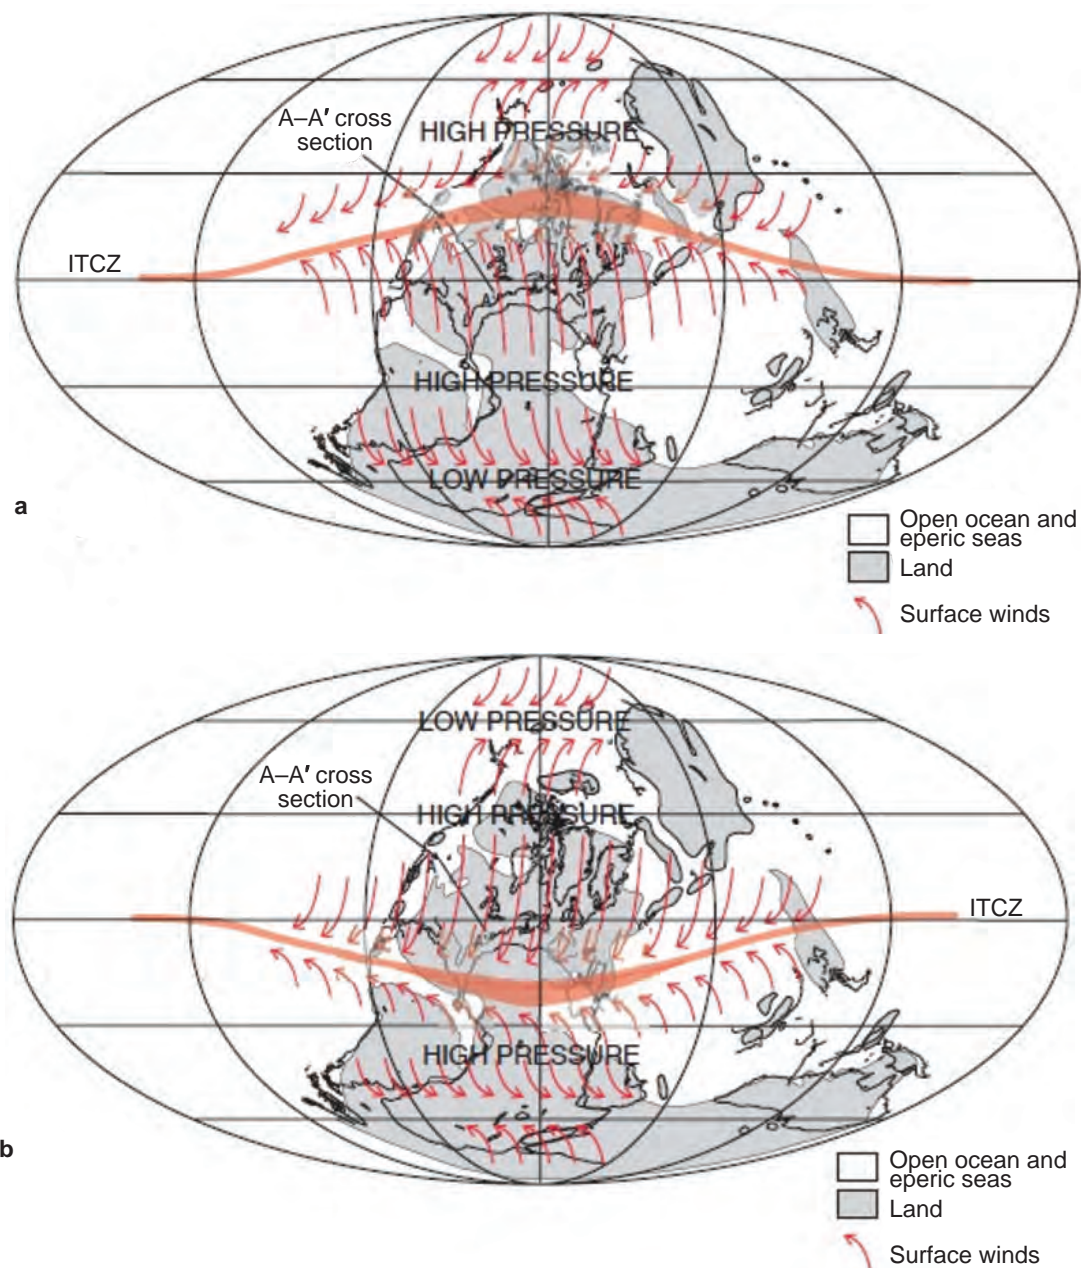 A–A′ cross
section
HIGH PRESSURE
ITCZ
HIGH PRESSURE
LOW PRESSURE
a
Open ocean and
eperic seas
Land
Surface winds
LOW PRESSURE
A–A′ cross
section
HIGH PRESSURE
ITCZ
HIGH PRESSURE
b
Open ocean and
eperic seas
Land
Surface winds